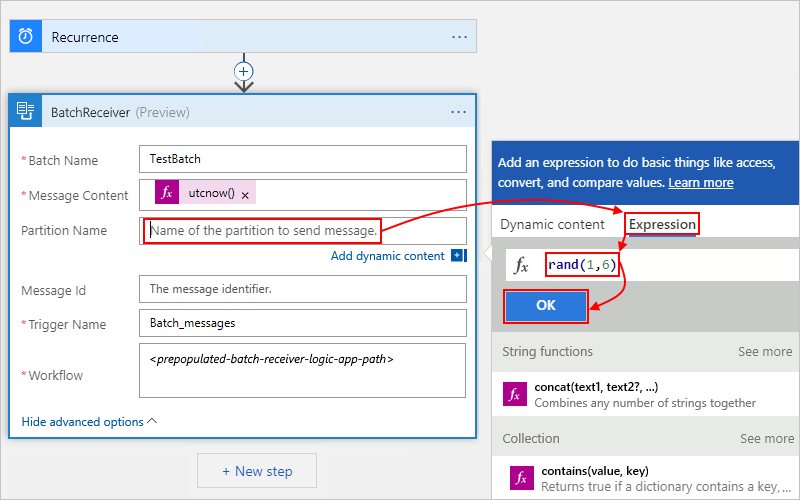 Recurrence
...
BatchReceiver (Preview)
...
* Batch Name
TestBatch
* Message Content
fx utcnow() x
Partition Name
Name of the partition to send message.
Add dynamic content
Message Id
The message identifier.
* Trigger Name
Batch_messages
* Workflow
<prepopulated-batch-receiver-logic-app-path>
Hide advanced options
+ New step
Add an expression to do basic things like access,
convert, and compare values. Learn more
Dynamic content
Expression
fx rand(1,6)
OK
String functions
See more
fx
concat(text1, text2?, ...)
Combines any number of strings together
Collection
See more
fx
contains(value, key)
Returns true if a dictionary contains a key, ...